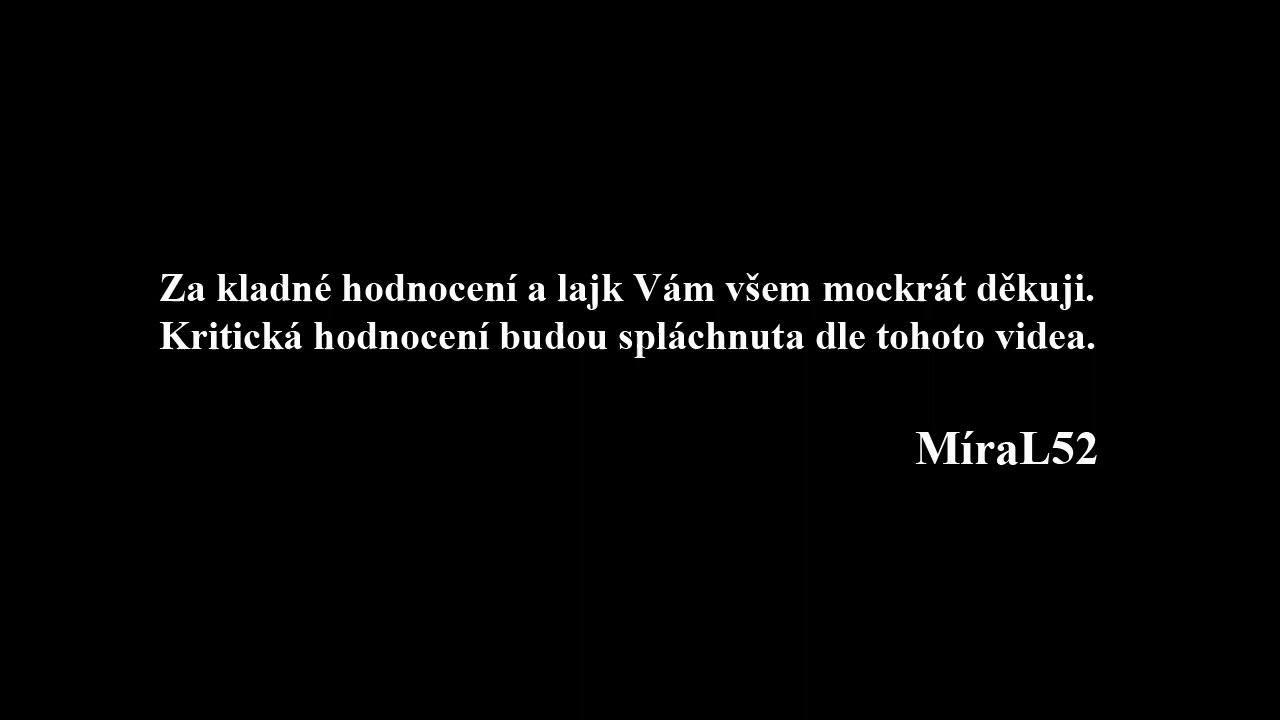 Za kladné hodnocení a lajk Vám všem mockrát děkuji.
Kritická hodnocení budou spláchnuta dle tohoto videa.
MíraL52